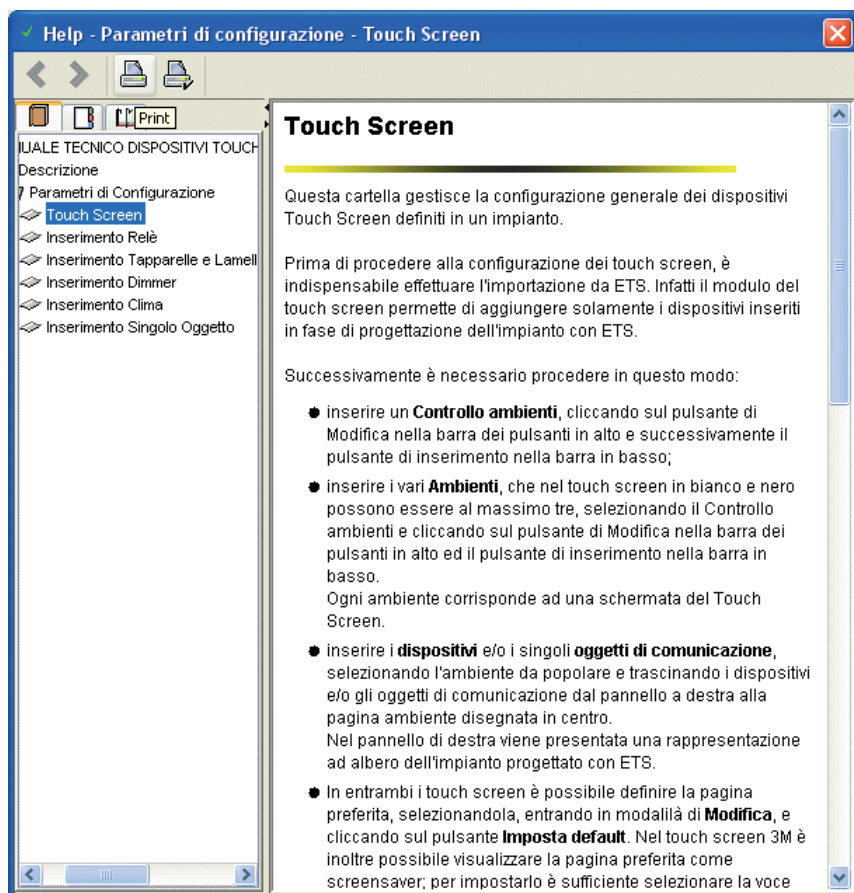 Help - Parametri di configurazione - Touch Screen
Print
UALE TECNICO DISPOSITIVI TOUCH
Descrizione
Parametri di Configurazione
Touch Screen
Inserimento Relè
Inserimento Tapparelle e Lamell
Inserimento Dimmer
Inserimento Clima
Inserimento Singolo Oggetto
Touch Screen
Questa cartella gestisce la configurazione generale dei dispositivi
Touch Screen definiti in un impianto.
Prima di procedere alla configurazione dei touch screen, è
indispensabile effettuare l'importazione da ETS. Infatti il modulo del
touch screen permette di aggiungere solamente i dispositivi inseriti
in fase di progettazione dell'impianto con ETS.
Successivamente è necessario procedere in questo modo:
inserire un Controllo ambienti, cliccando sul pulsante di
Modifica nella barra dei pulsanti in alto e successivamente il
pulsante di inserimento nella barra in basso;
inserire i vari Ambienti, che nel touch screen in bianco e nero
possono essere al massimo tre, selezionando il Controllo
ambienti e cliccando sul pulsante di Modifica nella barra dei
pulsanti in alto ed il pulsante di inserimento nella barra in
basso.
Ogni ambiente corrisponde ad una schermata del Touch
Screen.
inserire i dispositivi e/o i singoli oggetti di comunicazione,
selezionando l'ambiente da popolare e trascinando i dispositivi
e/o gli oggetti di comunicazione dal pannello a destra alla
pagina ambiente disegnata in centro.
Nel pannello di destra viene presentata una rappresentazione
ad albero dell'impianto progettato con ETS.
In entrambi i touch screen è possibile definire la pagina
preferita, selezionandola, entrando in modalilà di Modifica, e
cliccando sul pulsante Imposta default. Nel touch screen 3M è
inoltre possibile visualizzare la pagina preferita come
screensaver; per impostarlo è sufficiente selezionare la voce